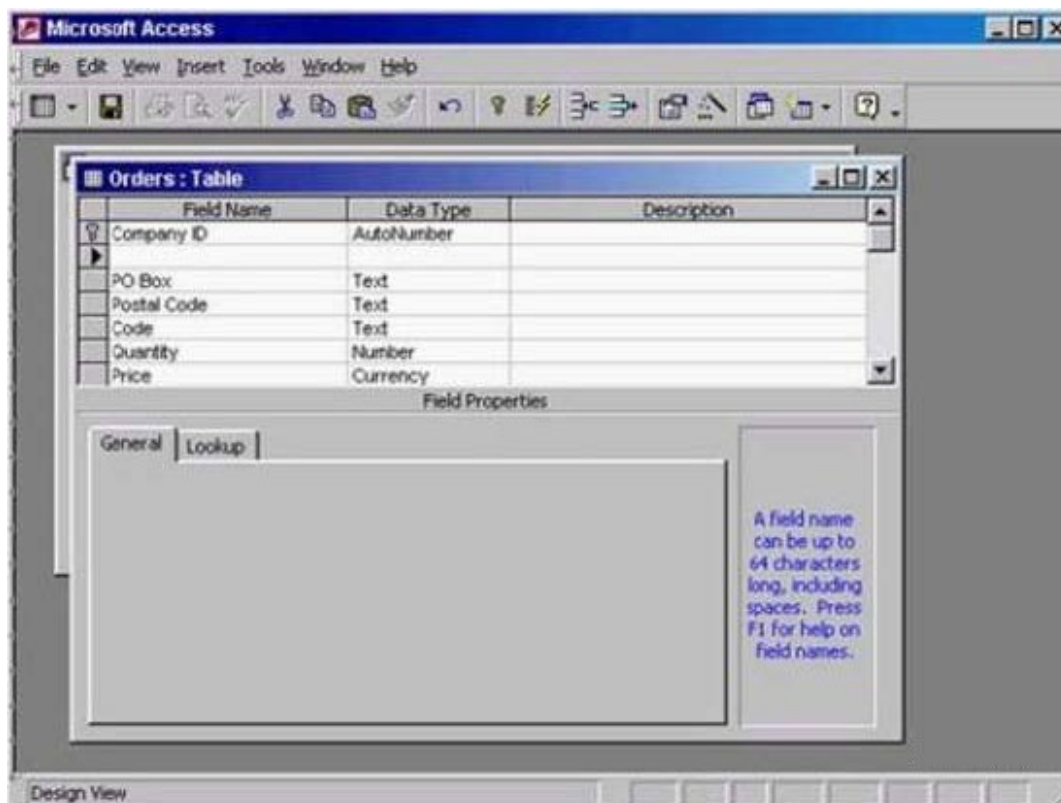 Microsoft Access
File Edit View Insert Tools Window Help
Orders : Table
Field Name Data Type Description
Company ID AutoNumber
PO Box Text
Postal Code Text
Code Text
Quantity Number
Price Currency
Field Properties
General Lookup
A field name
can be up to
64 characters
long, including
spaces. Press
F1 for help on
field names.
Design View